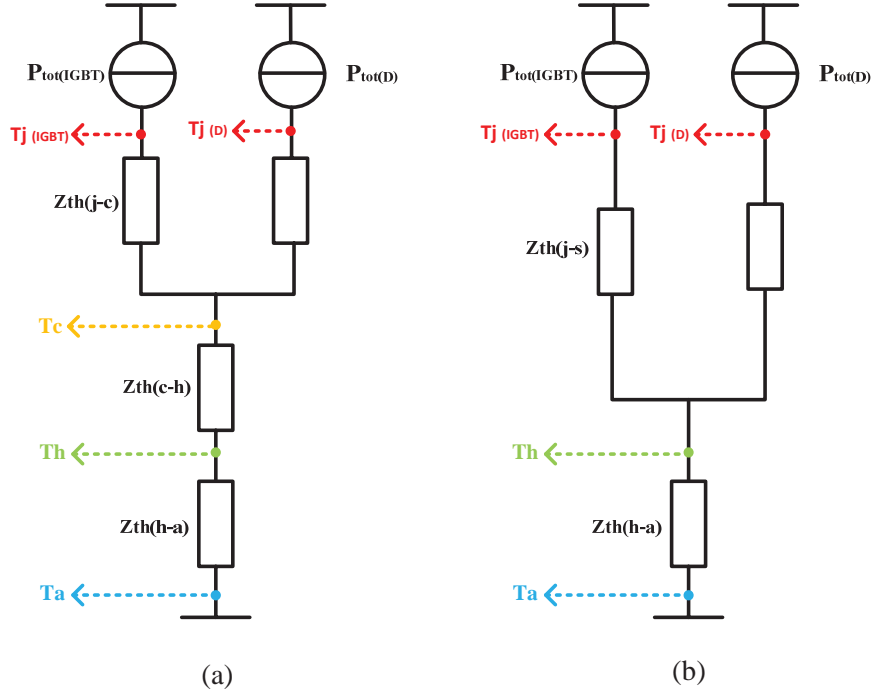 Ptot(IGBT)
Ptot(D)
Tj (IGBT)
Tj (D)
Zth(j-c)
Tc
Zth(c-h)
Th
Zth(h-a)
Ta
(a)
Ptot(IGBT)
Ptot(D)
Tj (IGBT)
Tj (D)
Zth(j-s)
Th
Zth(h-a)
Ta
(b)